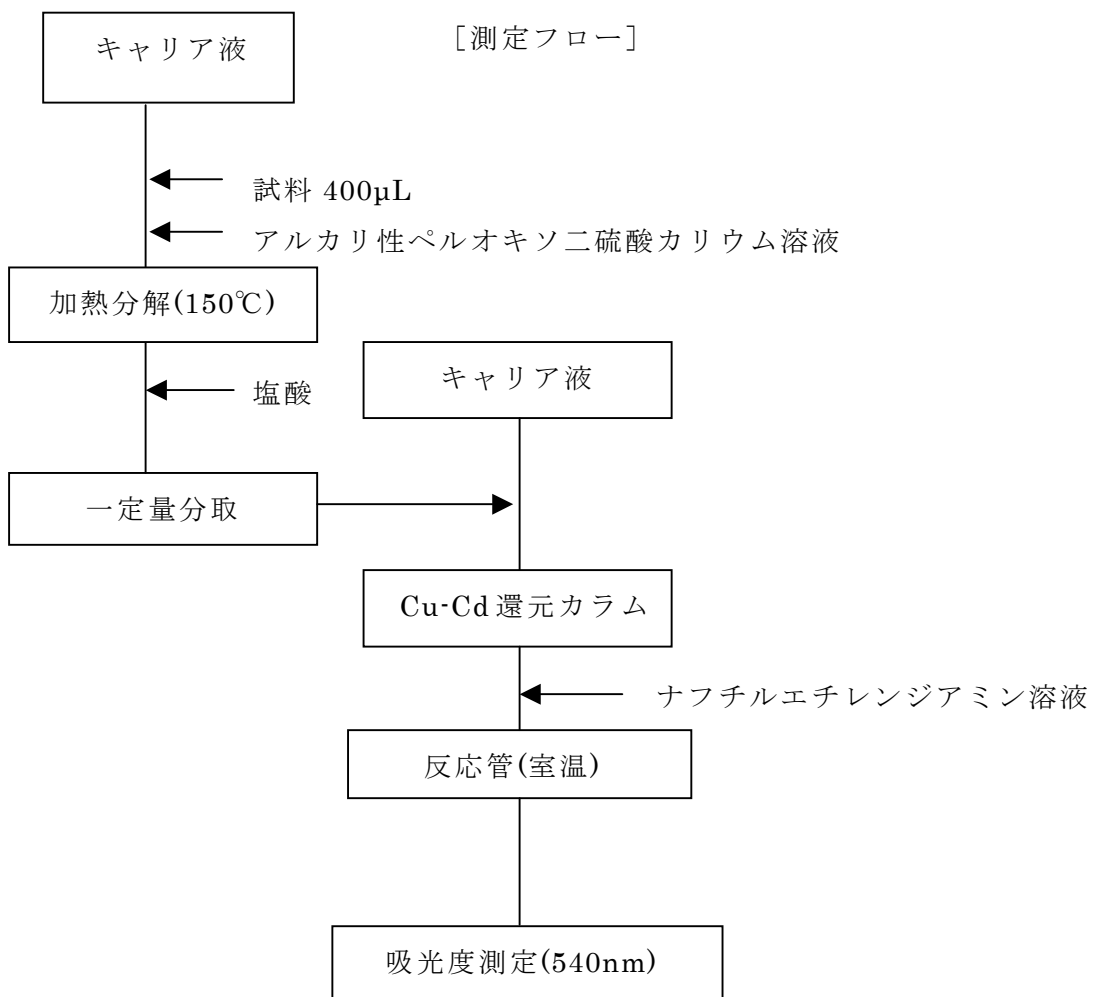 [測定フロー]
キャリア液
試料 400µL
アルカリ性ペルオキソ二硫酸カリウム溶液
加熱分解(150℃)
塩酸
キャリア液
一定量分取
Cu-Cd還元カラム
ナフチルエチレンジアミン溶液
反応管(室温)
吸光度測定(540nm)